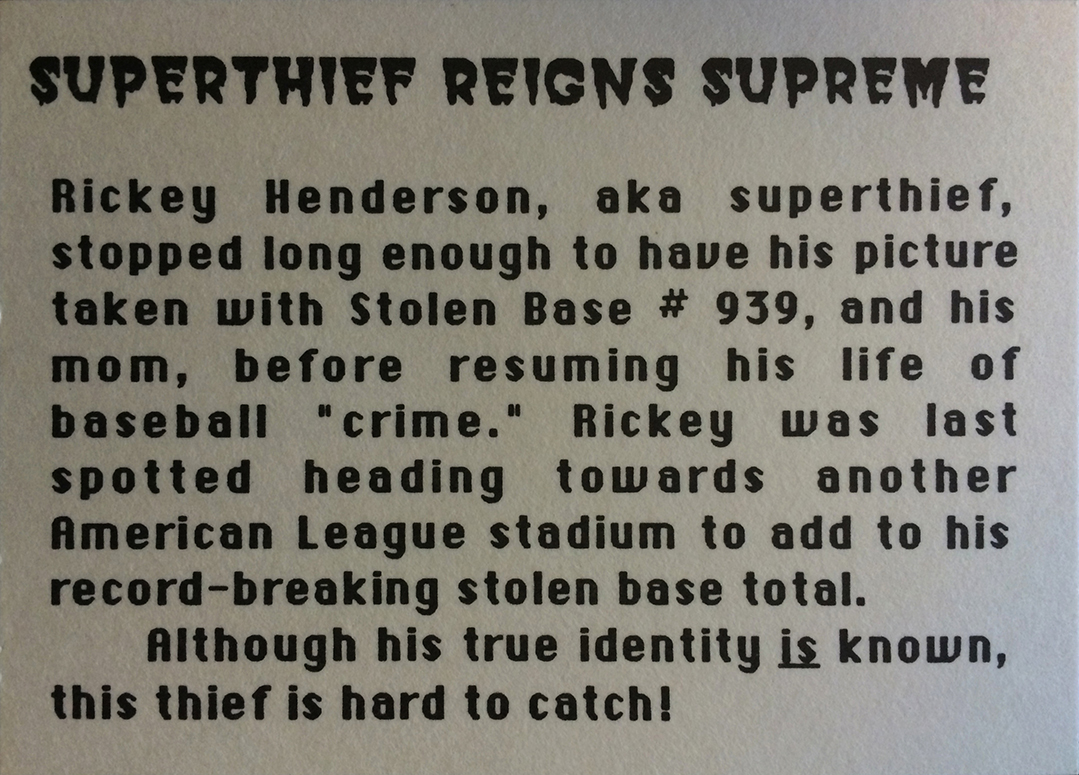 SUPERTHIEF REIGNS SUPREME
Rickey Henderson, aka superthief,
stopped long enough to have his picture
taken with Stolen Base # 939, and his
mom, before resuming his life of
baseball "crime." Rickey was last
spotted heading towards another
American League stadium to add to his
record-breaking stolen base total.
Although his true identity is known,
this thief is hard to catch!